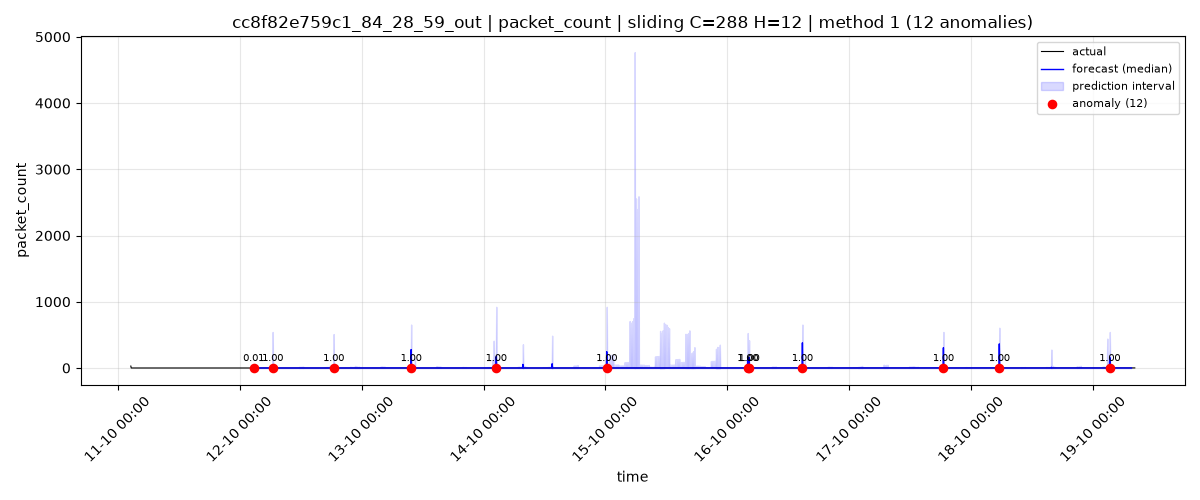 cc8f82e759c1_84_28_59_out | packet_count | sliding C=288 H=12 | method 1 (12 anomalies)
actual
forecast (median)
prediction interval
anomaly (12)
packet_count
5000
4000
3000
2000
1000
0
0.01 1.00 1.00 1.00 1.00 1.00 1.00 1.00 1.00 1.00 1.00
11-10 00:00
12-10 00:00
13-10 00:00
14-10 00:00
15-10 00:00
16-10 00:00
17-10 00:00
18-10 00:00
19-10 00:00
time